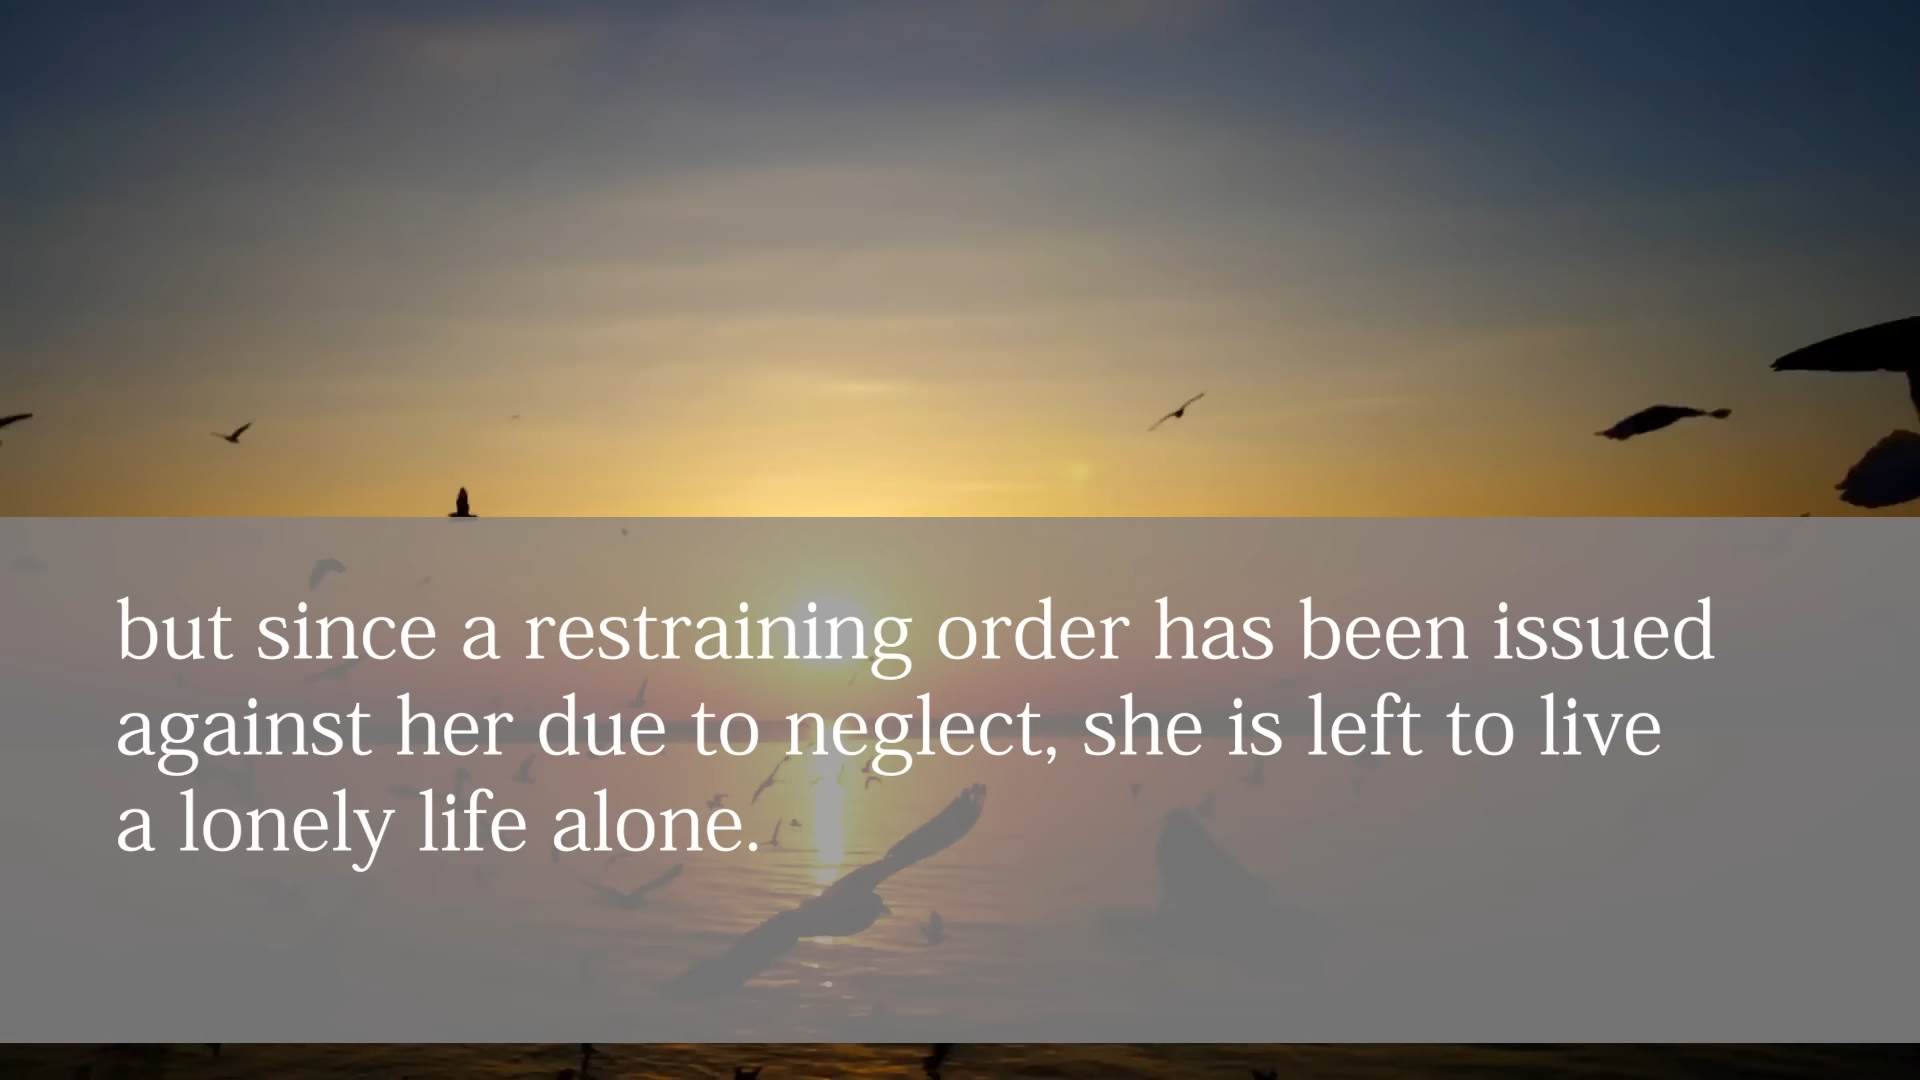 but since a restraining order has been issued
against her due to neglect, she is left to live
a lonely life alone.